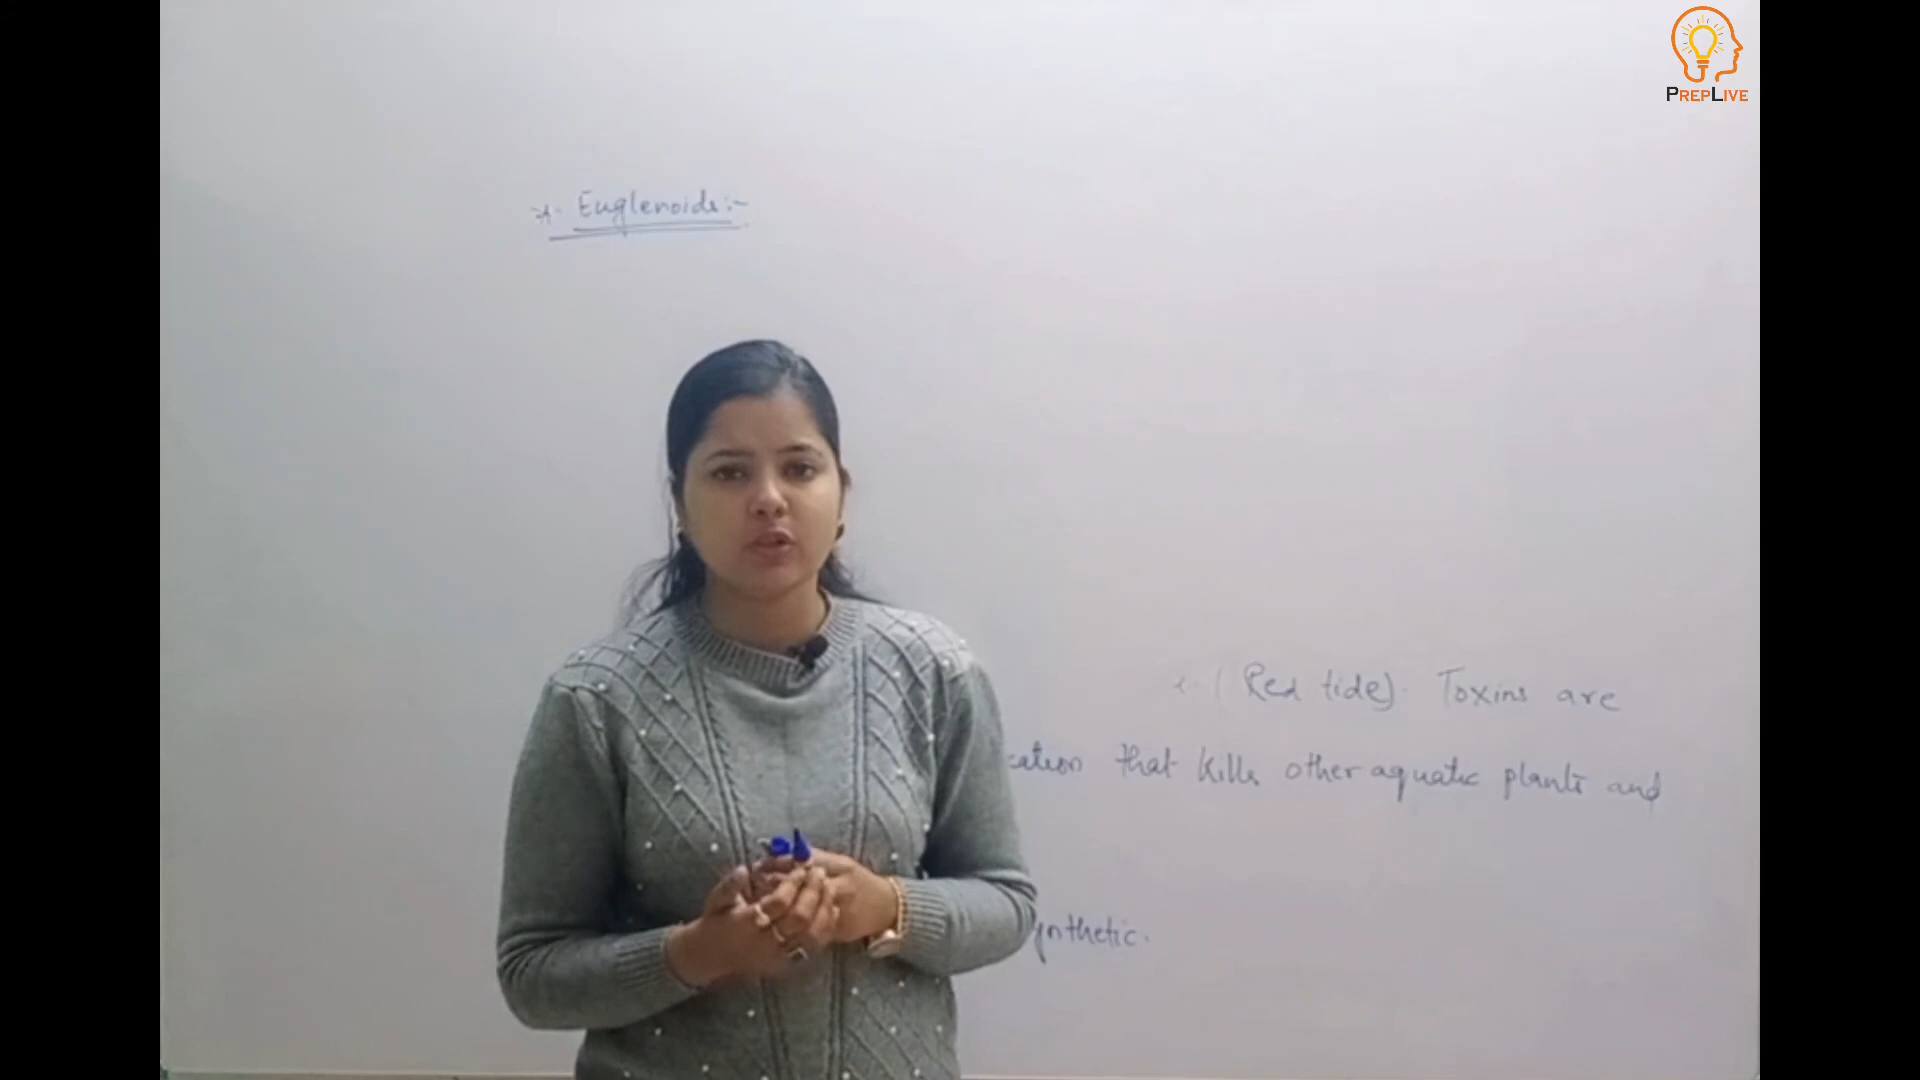 PREPLIVE
Euglenoids:-
(Red tide). Toxins are
cation that kills other aquatic plants and
ynthetic.